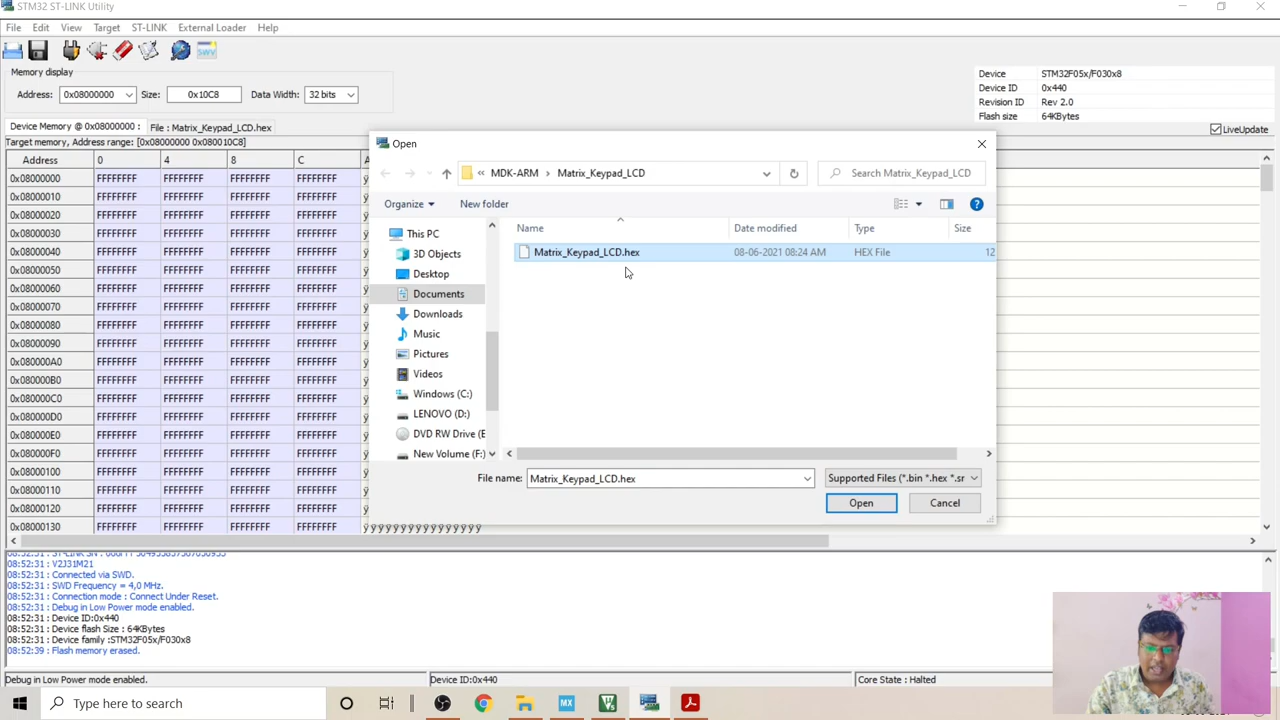 STM32 ST-LINK Utility
File Edit View Target ST-LINK External Loader Help
SWV
Memory display
Address: 0x08000000 Size: 0x10C8 Data Width: 32 bits
Device STM32F05x/F030x8
Device ID 0x440
Revision ID Rev 2.0
Flash size 64KBytes
LiveUpdate
Device Memory @ 0x08000000 : File : Matrix_Keypad_LCD.hex
Target memory, Address range: [0x08000000 0x080010C8]
Address 0 4 8 C A
0x08000000 FFFFFFFF FFFFFFFF FFFFFFFF FFFFFFFF ÿ
0x08000010 FFFFFFFF FFFFFFFF FFFFFFFF FFFFFFFF ÿ
0x08000020 FFFFFFFF FFFFFFFF FFFFFFFF FFFFFFFF ÿ
0x08000030 FFFFFFFF FFFFFFFF FFFFFFFF FFFFFFFF ÿ
0x08000040 FFFFFFFF FFFFFFFF FFFFFFFF FFFFFFFF ÿ
0x08000050 FFFFFFFF FFFFFFFF FFFFFFFF FFFFFFFF ÿ
0x08000060 FFFFFFFF FFFFFFFF FFFFFFFF FFFFFFFF ÿ
0x08000070 FFFFFFFF FFFFFFFF FFFFFFFF FFFFFFFF ÿ
0x08000080 FFFFFFFF FFFFFFFF FFFFFFFF FFFFFFFF ÿ
0x08000090 FFFFFFFF FFFFFFFF FFFFFFFF FFFFFFFF ÿ
0x080000A0 FFFFFFFF FFFFFFFF FFFFFFFF FFFFFFFF ÿ
0x080000B0 FFFFFFFF FFFFFFFF FFFFFFFF FFFFFFFF ÿ
0x080000C0 FFFFFFFF FFFFFFFF FFFFFFFF FFFFFFFF ÿ
0x080000D0 FFFFFFFF FFFFFFFF FFFFFFFF FFFFFFFF ÿ
0x080000E0 FFFFFFFF FFFFFFFF FFFFFFFF FFFFFFFF ÿ
0x080000F0 FFFFFFFF FFFFFFFF FFFFFFFF FFFFFFFF ÿ
0x08000100 FFFFFFFF FFFFFFFF FFFFFFFF FFFFFFFF ÿ
0x08000110 FFFFFFFF FFFFFFFF FFFFFFFF FFFFFFFF ÿ
0x08000120 FFFFFFFF FFFFFFFF FFFFFFFF FFFFFFFF ÿ
0x08000130 FFFFFFFF FFFFFFFF FFFFFFFF FFFFFFFF ÿÿÿÿÿÿÿÿÿÿÿÿÿÿÿÿ
Open
« MDK-ARM › Matrix_Keypad_LCD
Search Matrix_Keypad_LCD
Organize New folder
Name Date modified Type Size
Matrix_Keypad_LCD.hex 08-06-2021 08:24 AM HEX File 12
This PC
3D Objects
Desktop
Documents
Downloads
Music
Pictures
Videos
Windows (C:)
LENOVO (D:)
DVD RW Drive (E
New Volume (F:)
File name: Matrix_Keypad_LCD.hex Supported Files (*.bin *.hex *.sr
Open Cancel
08:52:31 : V2J31M21
08:52:31 : Connected via SWD.
08:52:31 : SWD Frequency = 4,0 MHz.
08:52:31 : Connection mode : Connect Under Reset.
08:52:31 : Debug in Low Power mode enabled.
08:52:31 : Device ID:0x440
08:52:31 : Device flash Size : 64KBytes
08:52:31 : Device family :STM32F05x/F030x8
08:52:39 : Flash memory erased.
Debug in Low Power mode enabled. Device ID:0x440 Core State : Halted
Type here to search
MX